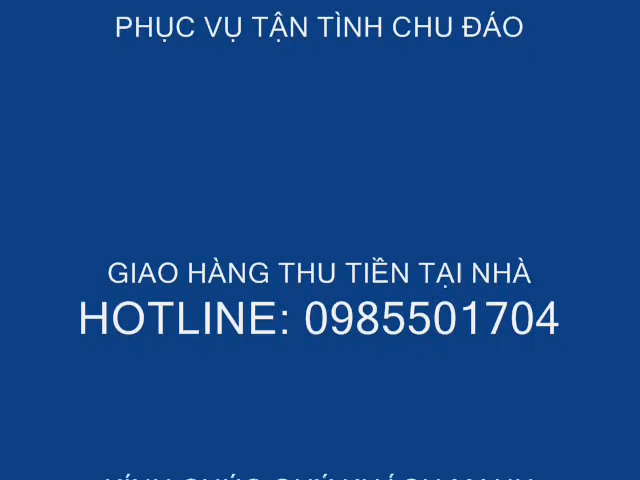 PHỤC VỤ TẬN TÌNH CHU ĐÁO
GIAO HÀNG THU TIỀN TẠI NHÀ
HOTLINE: 0985501704